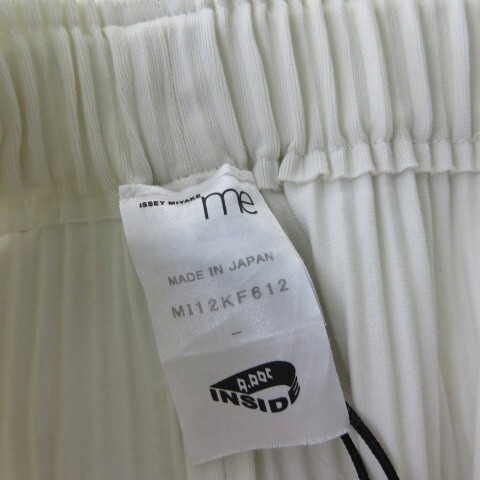 ISSEY MIYAKE me
MADE IN JAPAN
MI12KF612
-
A-POC
INSIDE